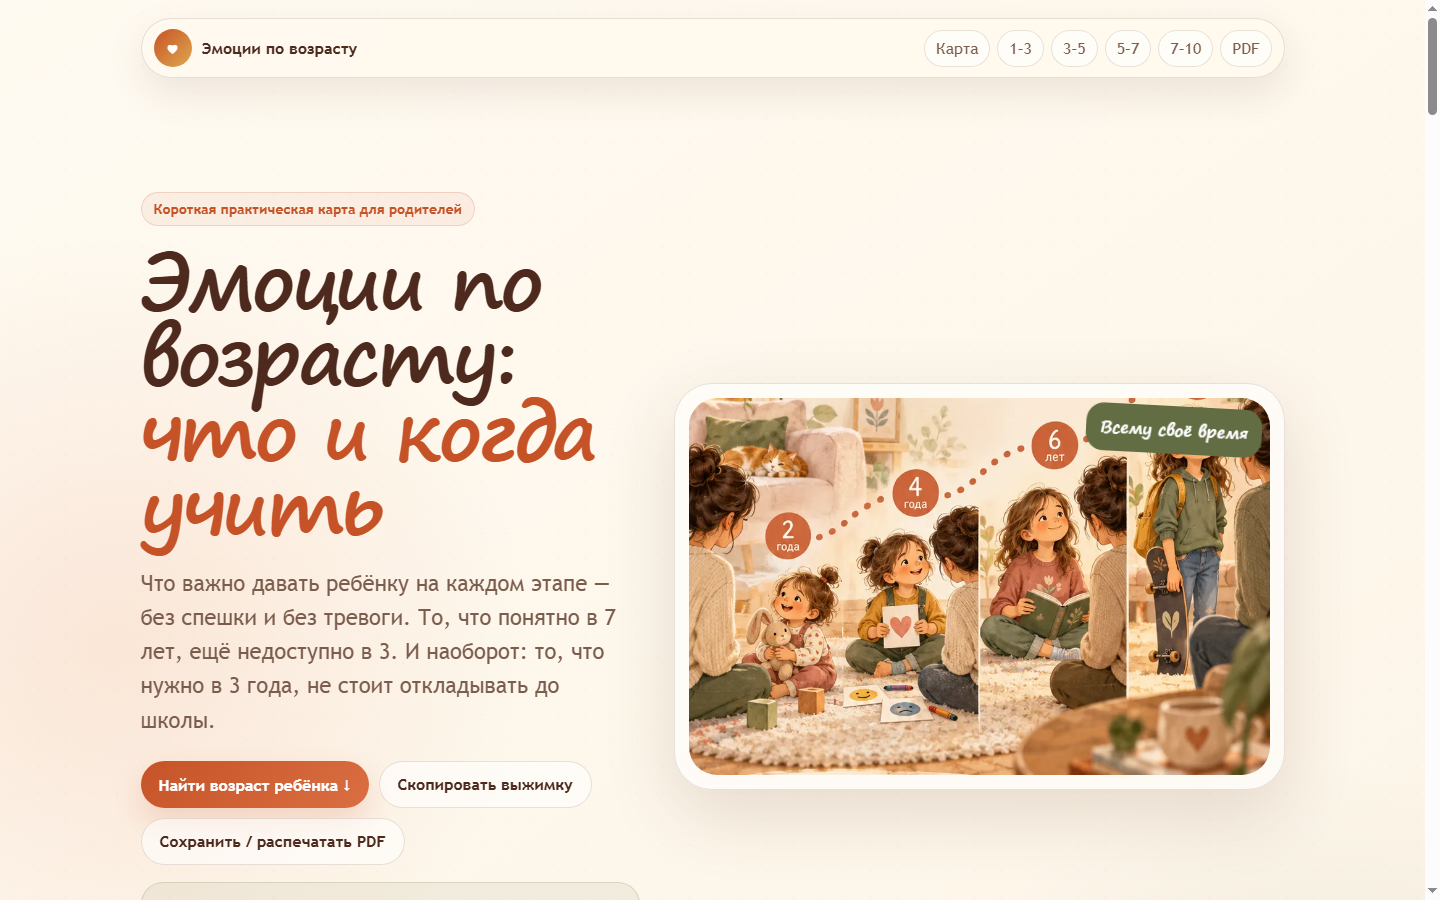 Эмоции по возрасту
Карта
1-3
3-5
5-7
7-10
PDF
Короткая практическая карта для родителей
Эмоции по
возрасту:
что и когда
учить
Что важно давать ребёнку на каждом этапе —
без спешки и без тревоги. То, что понятно в 7
лет, ещё недоступно в 3. И наоборот: то, что
нужно в 3 года, не стоит откладывать до
школы.
Найти возраст ребёнка ↓
Скопировать выжимку
Сохранить / распечатать PDF
Всему своё время
6
лет
4
года
2
года